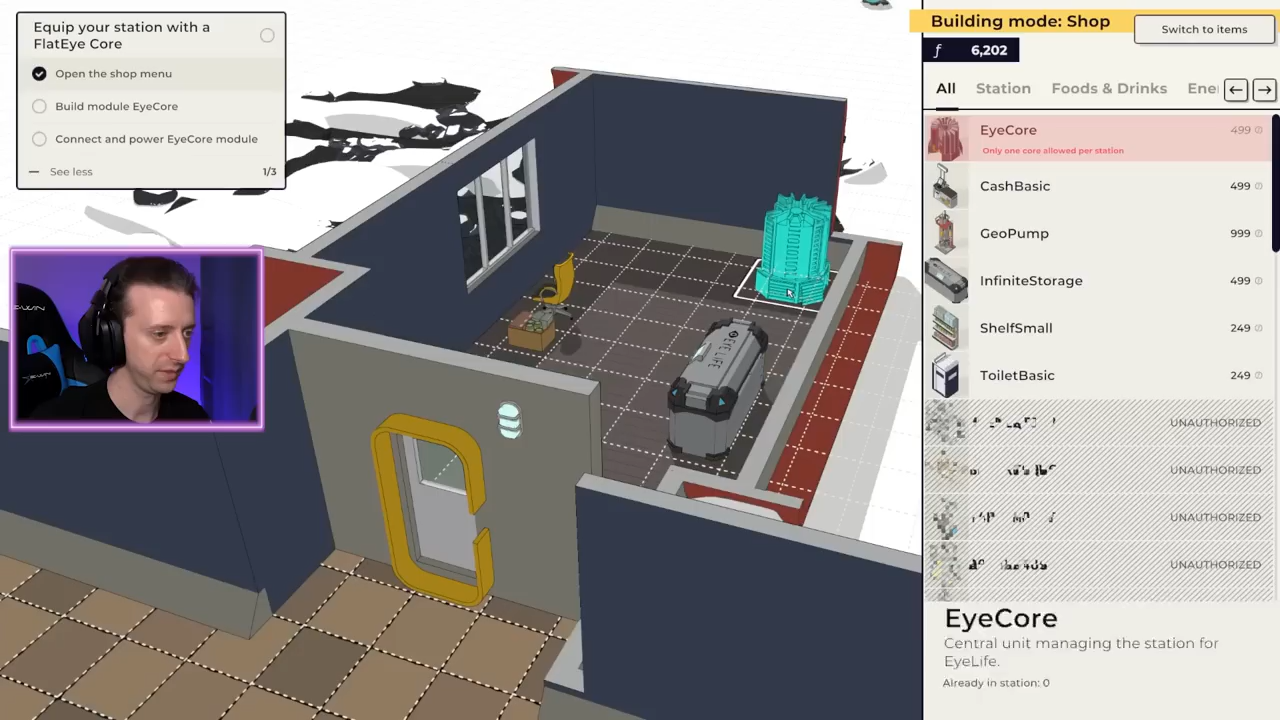 Equip your station with a
FlatEye Core
Open the shop menu
Build module EyeCore
Connect and power EyeCore module
See less
1/3
Building mode: Shop
Switch to items
6,202
All
Station
Foods & Drinks
Ene
EyeCore
499
Only one core allowed per station
CashBasic
499
GeoPump
999
InfiniteStorage
499
ShelfSmall
249
ToiletBasic
249
UNAUTHORIZED
UNAUTHORIZED
UNAUTHORIZED
UNAUTHORIZED
EyeCore
Central unit managing the station for
EyeLife.
Already in station: 0
EYE LIFE